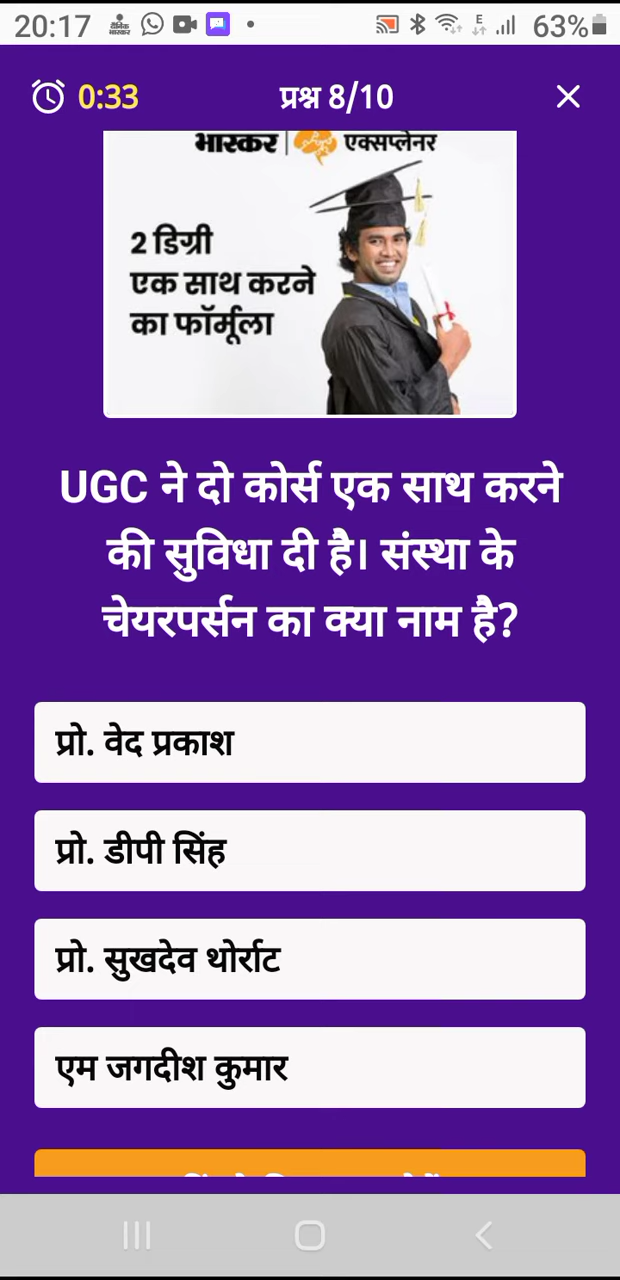 20:17
दैनिक
भास्कर
E
63%
0:33
प्रश्न 8/10
भास्कर | एक्सप्लेनर
2 डिग्री
एक साथ करने
का फॉर्मूला
UGC ने दो कोर्स एक साथ करने
की सुविधा दी है। संस्था के
चेयरपर्सन का क्या नाम है?
प्रो. वेद प्रकाश
प्रो. डीपी सिंह
प्रो. सुखदेव थोर्राट
एम जगदीश कुमार